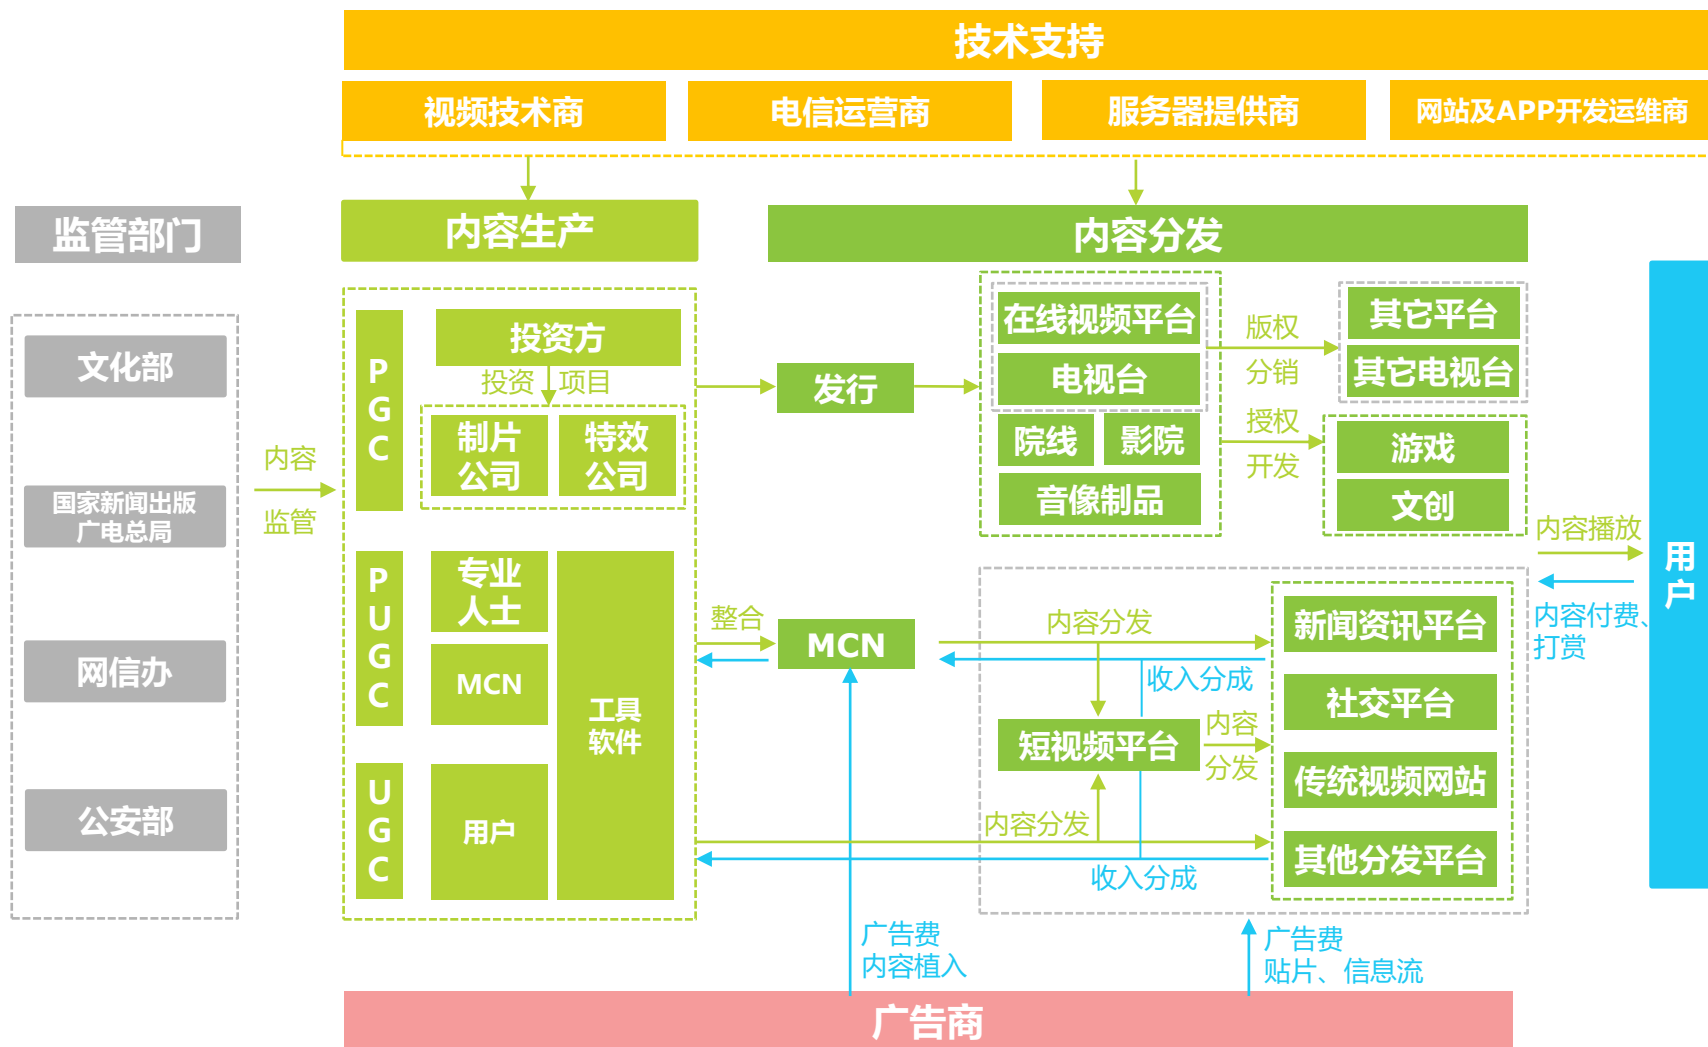 技术支持
视频技术商
电信运营商
服务器提供商
网站及APP开发运维商
监管部门
文化部
国家新闻出版
广电总局
网信办
公安部
内容
监管
内容生产
PGC
投资方
投资
项目
制片
公司
特效
公司
PUGC
专业
人士
MCN
工具
软件
UGC
用户
内容分发
发行
在线视频平台
电视台
院线
影院
音像制品
版权
分销
其它平台
其它电视台
授权
开发
游戏
文创
整合
MCN
内容分发
收入分成
短视频平台
内容
分发
内容分发
收入分成
新闻资讯平台
社交平台
传统视频网站
其他分发平台
内容播放
内容付费、
打赏
用户
广告费
内容植入
广告费
贴片、信息流
广告商